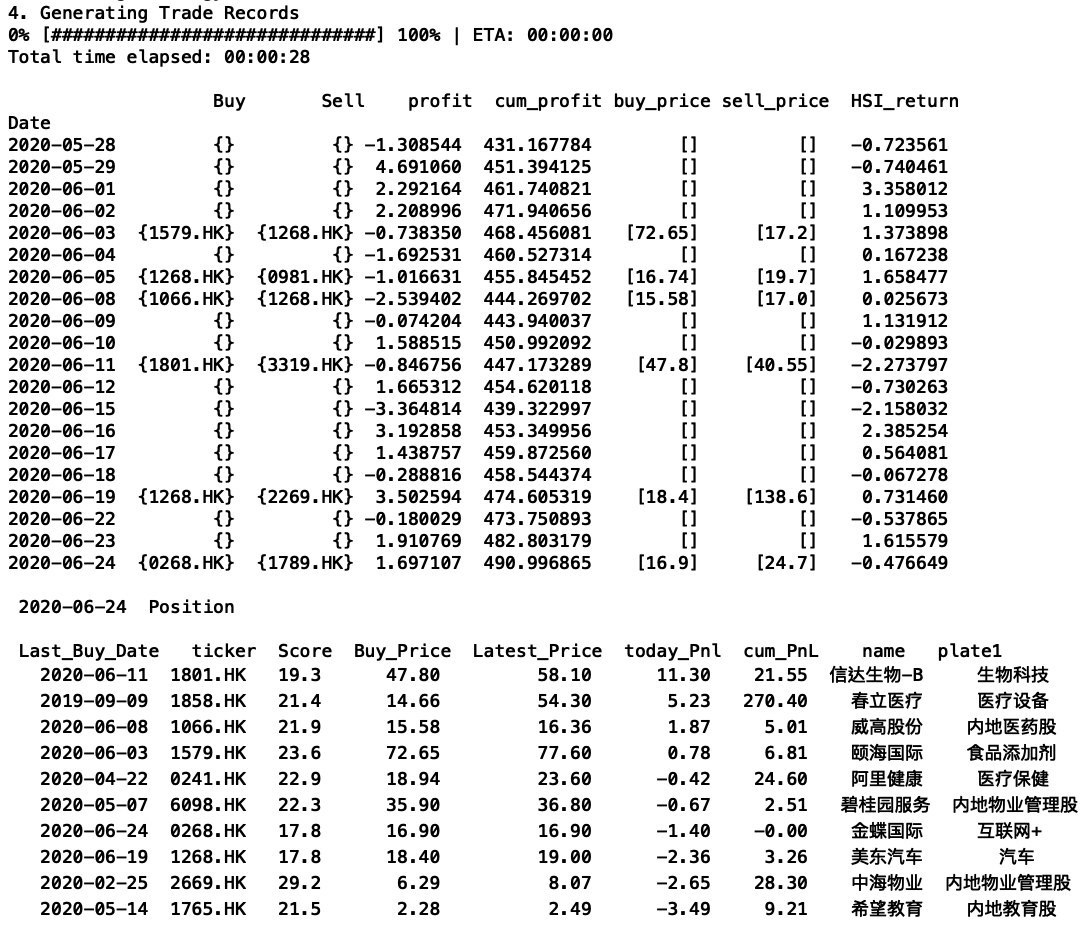 4. Generating Trade Records
0% [##############################] 100% | ETA: 00:00:00
Total time elapsed: 00:00:28
Buy Sell profit cum_profit buy_price sell_price HSI_return
Date
2020-05-28 {} {} -1.308544 431.167784 [] [] -0.723561
2020-05-29 {} {} 4.691060 451.394125 [] [] -0.740461
2020-06-01 {} {} 2.292164 461.740821 [] [] 3.358012
2020-06-02 {} {} 2.208996 471.940656 [] [] 1.109953
2020-06-03 {1579.HK} {1268.HK} -0.738350 468.456081 [72.65] [17.2] 1.373898
2020-06-04 {} {} -1.692531 460.527314 [] [] 0.167238
2020-06-05 {1268.HK} {0981.HK} -1.016631 455.845452 [16.74] [19.7] 1.658477
2020-06-08 {1066.HK} {1268.HK} -2.539402 444.269702 [15.58] [17.0] 0.025673
2020-06-09 {} {} -0.074204 443.940037 [] [] 1.131912
2020-06-10 {} {} 1.588515 450.992092 [] [] -0.029893
2020-06-11 {1801.HK} {3319.HK} -0.846756 447.173289 [47.8] [40.55] -2.273797
2020-06-12 {} {} 1.665312 454.620118 [] [] -0.730263
2020-06-15 {} {} -3.364814 439.322997 [] [] -2.158032
2020-06-16 {} {} 3.192858 453.349956 [] [] 2.385254
2020-06-17 {} {} 1.438757 459.872560 [] [] 0.564081
2020-06-18 {} {} -0.288816 458.544374 [] [] -0.067278
2020-06-19 {1268.HK} {2269.HK} 3.502594 474.605319 [18.4] [138.6] 0.731460
2020-06-22 {} {} -0.180029 473.750893 [] [] -0.537865
2020-06-23 {} {} 1.910769 482.803179 [] [] 1.615579
2020-06-24 {0268.HK} {1789.HK} 1.697107 490.996865 [16.9] [24.7] -0.476649
2020-06-24 Position
Last_Buy_Date ticker Score Buy_Price Latest_Price today_Pnl cum_PnL name plate1
2020-06-11 1801.HK 19.3 47.80 58.10 11.30 21.55 信达生物-B 生物科技
2019-09-09 1858.HK 21.4 14.66 54.30 5.23 270.40 春立医疗 医疗设备
2020-06-08 1066.HK 21.9 15.58 16.36 1.87 5.01 威高股份 内地医药股
2020-06-03 1579.HK 23.6 72.65 77.60 0.78 6.81 颐海国际 食品添加剂
2020-04-22 0241.HK 22.9 18.94 23.60 -0.42 24.60 阿里健康 医疗保健
2020-05-07 6098.HK 22.3 35.90 36.80 -0.67 2.51 碧桂园服务 内地物业管理股
2020-06-24 0268.HK 17.8 16.90 16.90 -1.40 -0.00 金蝶国际 互联网+
2020-06-19 1268.HK 17.8 18.40 19.00 -2.36 3.26 美东汽车 汽车
2020-02-25 2669.HK 29.2 6.29 8.07 -2.65 28.30 中海物业 内地物业管理股
2020-05-14 1765.HK 21.5 2.28 2.49 -3.49 9.21 希望教育 内地教育股